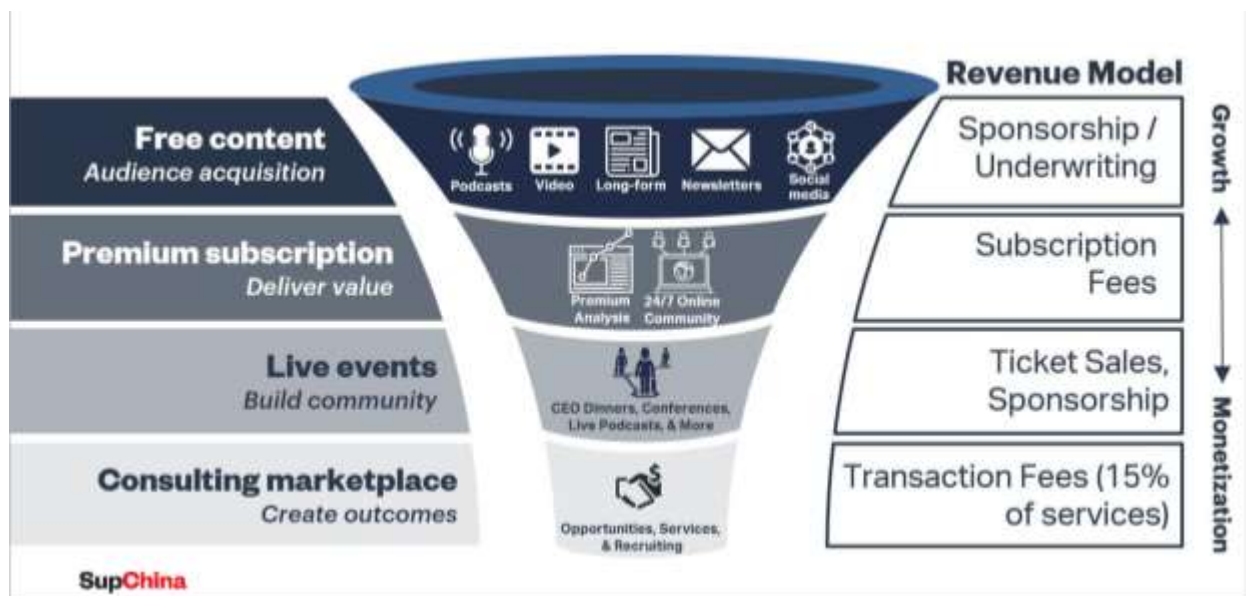 Revenue Model
Free content
Audience acquisition
Podcasts
Video
Long-form
Newsletters
Social
media
Sponsorship /
Underwriting
Growth
Premium subscription
Deliver value
Premium
Analysis
24/7 Online
Community
Subscription
Fees
Live events
Build community
CEO Dinners, Conferences,
Live Podcasts, & More
Ticket Sales,
Sponsorship
Monetization
Consulting marketplace
Create outcomes
$
Opportunities, Services,
& Recruiting
Transaction Fees (15%
of services)
SupChina